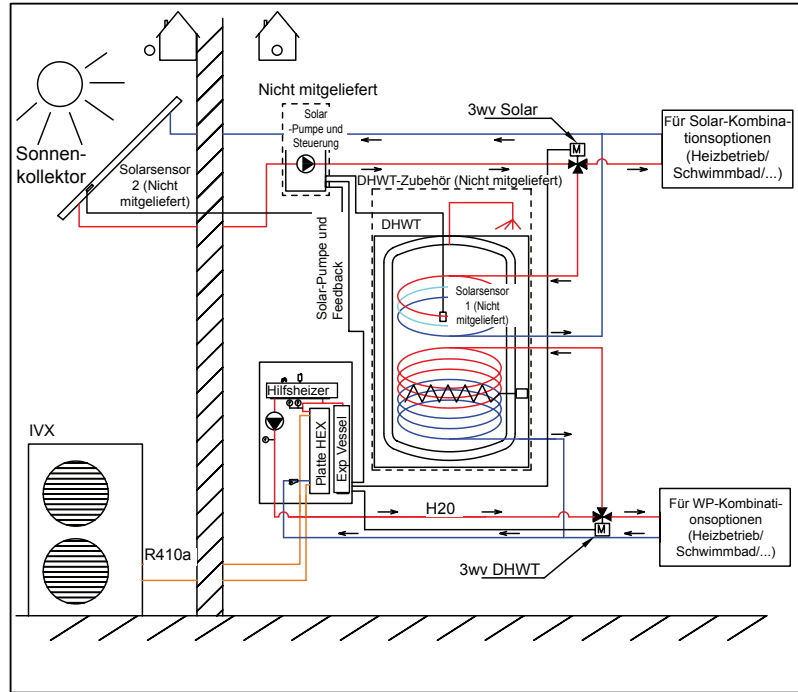 Nicht mitgeliefert
Solar
-Pumpe und
Steuerung
3wv Solar
Für Solar-Kombina-
tionsoptionen
(Heizbetrieb/
Schwimmbad/...)
Sonnen-
kollektor
Solarsensor
2 (Nicht
mitgeliefert)
DHWT-Zubehör (Nicht mitgeliefert)
DHWT
Solar-Pumpe und
Feedback
Solarsensor
1 (Nicht
mitgeliefert)
M
Hilfsheizer
Platte HEX
Exp Vessel
IVX
R410a
H20
M
3wv DHWT
Für WP-Kombinati-
onsoptionen
(Heizbetrieb/
Schwimmbad/...)